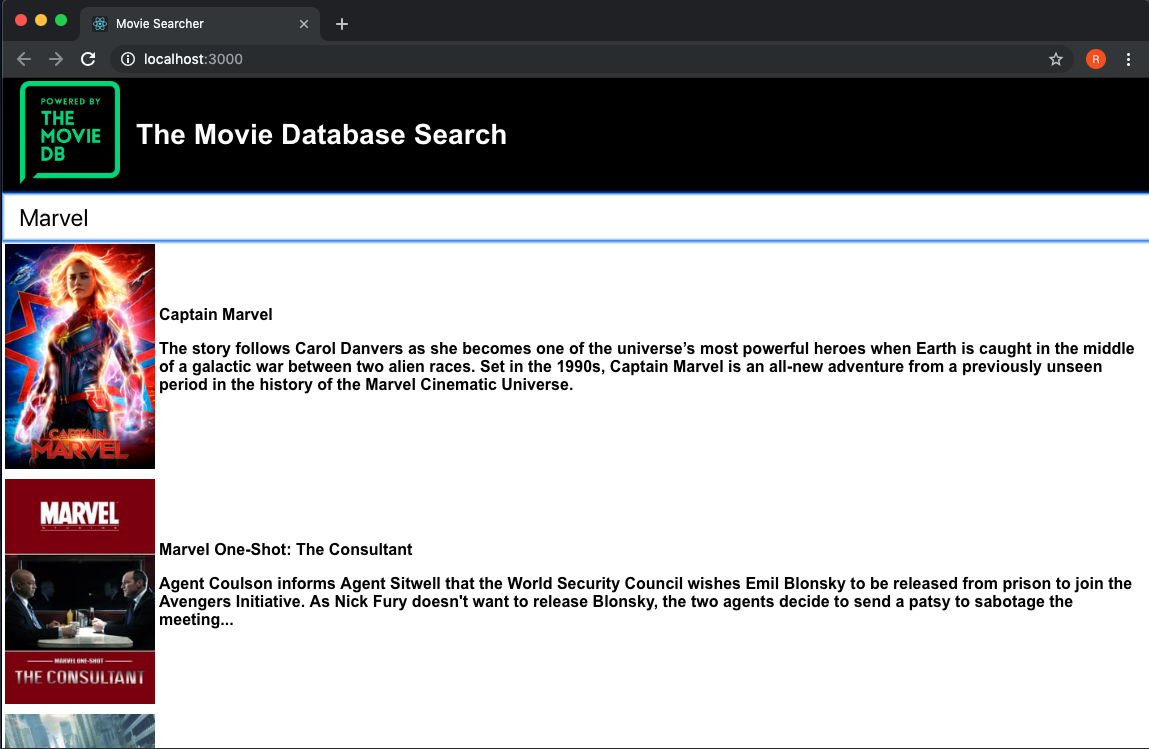 Movie Searcher
localhost:3000
R
POWERED BY
THE
MOVIE
DB
The Movie Database Search
Marvel
CAPTAIN
MARVEL
Captain Marvel
The story follows Carol Danvers as she becomes one of the universe’s most powerful heroes when Earth is caught in the middle
of a galactic war between two alien races. Set in the 1990s, Captain Marvel is an all-new adventure from a previously unseen
period in the history of the Marvel Cinematic Universe.
MARVEL
STUDIOS
MARVEL ONE-SHOT
THE CONSULTANT
Marvel One-Shot: The Consultant
Agent Coulson informs Agent Sitwell that the World Security Council wishes Emil Blonsky to be released from prison to join the
Avengers Initiative. As Nick Fury doesn't want to release Blonsky, the two agents decide to send a patsy to sabotage the
meeting...